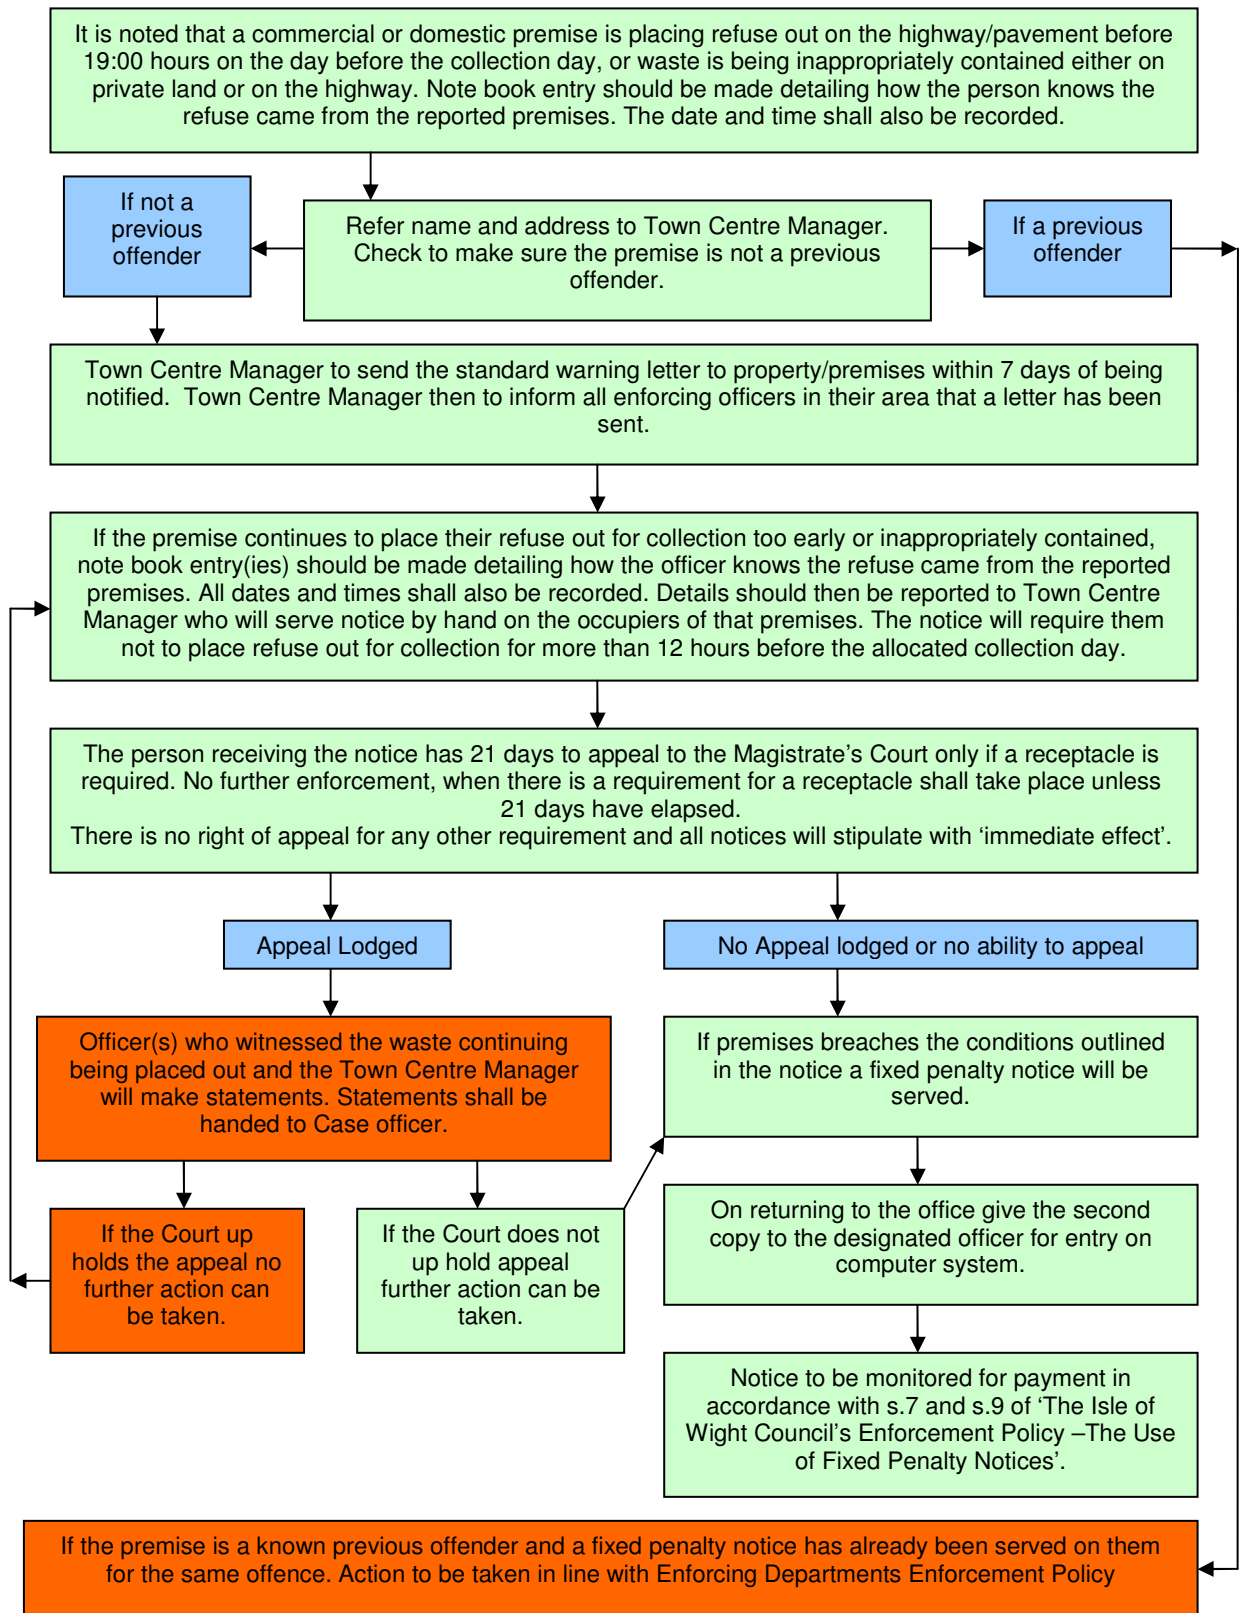 It is noted that a commercial or domestic premise is placing refuse out on the highway/pavement before
19:00 hours on the day before the collection day, or waste is being inappropriately contained either on
private land or on the highway. Note book entry should be made detailing how the person knows the
refuse came from the reported premises. The date and time shall also be recorded.
If not a
previous
offender
Refer name and address to Town Centre Manager.
Check to make sure the premise is not a previous
offender.
If a previous
offender
Town Centre Manager to send the standard warning letter to property/premises within 7 days of being
notified.  Town Centre Manager then to inform all enforcing officers in their area that a letter has been
sent.
If the premise continues to place their refuse out for collection too early or inappropriately contained,
note book entry(ies) should be made detailing how the officer knows the refuse came from the reported
premises. All dates and times shall also be recorded. Details should then be reported to Town Centre
Manager who will serve notice by hand on the occupiers of that premises. The notice will require them
not to place refuse out for collection for more than 12 hours before the allocated collection day.
The person receiving the notice has 21 days to appeal to the Magistrate's Court only if a receptacle is
required. No further enforcement, when there is a requirement for a receptacle shall take place unless
21 days have elapsed.
There is no right of appeal for any other requirement and all notices will stipulate with 'immediate effect'.
Appeal Lodged
No Appeal lodged or no ability to appeal
Officer(s) who witnessed the waste continuing
being placed out and the Town Centre Manager
will make statements. Statements shall be
handed to Case officer.
If premises breaches the conditions outlined
in the notice a fixed penalty notice will be
served.
If the Court up
holds the appeal no
further action can
be taken.
If the Court does not
up hold appeal
further action can be
taken.
On returning to the office give the second
copy to the designated officer for entry on
computer system.
Notice to be monitored for payment in
accordance with s.7 and s.9 of 'The Isle of
Wight Council's Enforcement Policy –The Use
of Fixed Penalty Notices'.
If the premise is a known previous offender and a fixed penalty notice has already been served on them
for the same offence. Action to be taken in line with Enforcing Departments Enforcement Policy